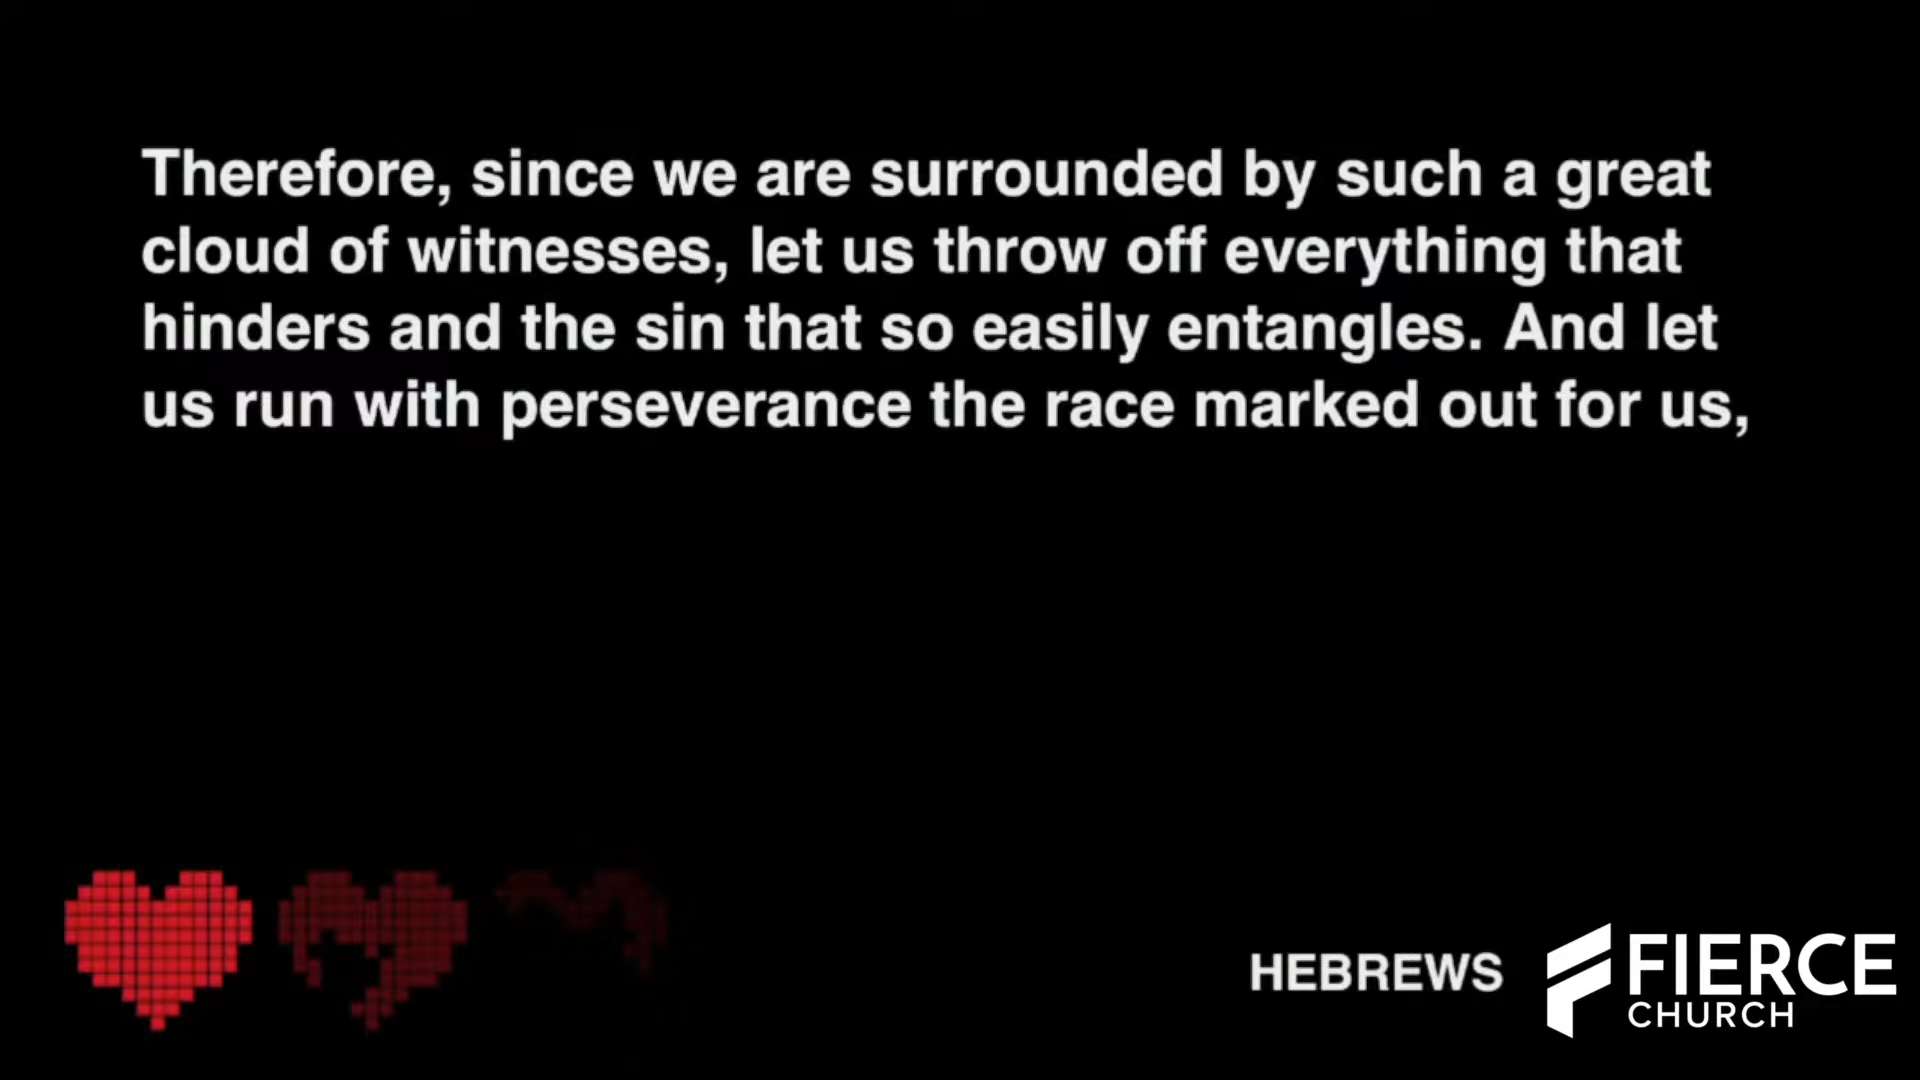 Therefore, since we are surrounded by such a great
cloud of witnesses, let us throw off everything that
hinders and the sin that so easily entangles. And let
us run with perseverance the race marked out for us,
HEBREWS
FIERCE
CHURCH